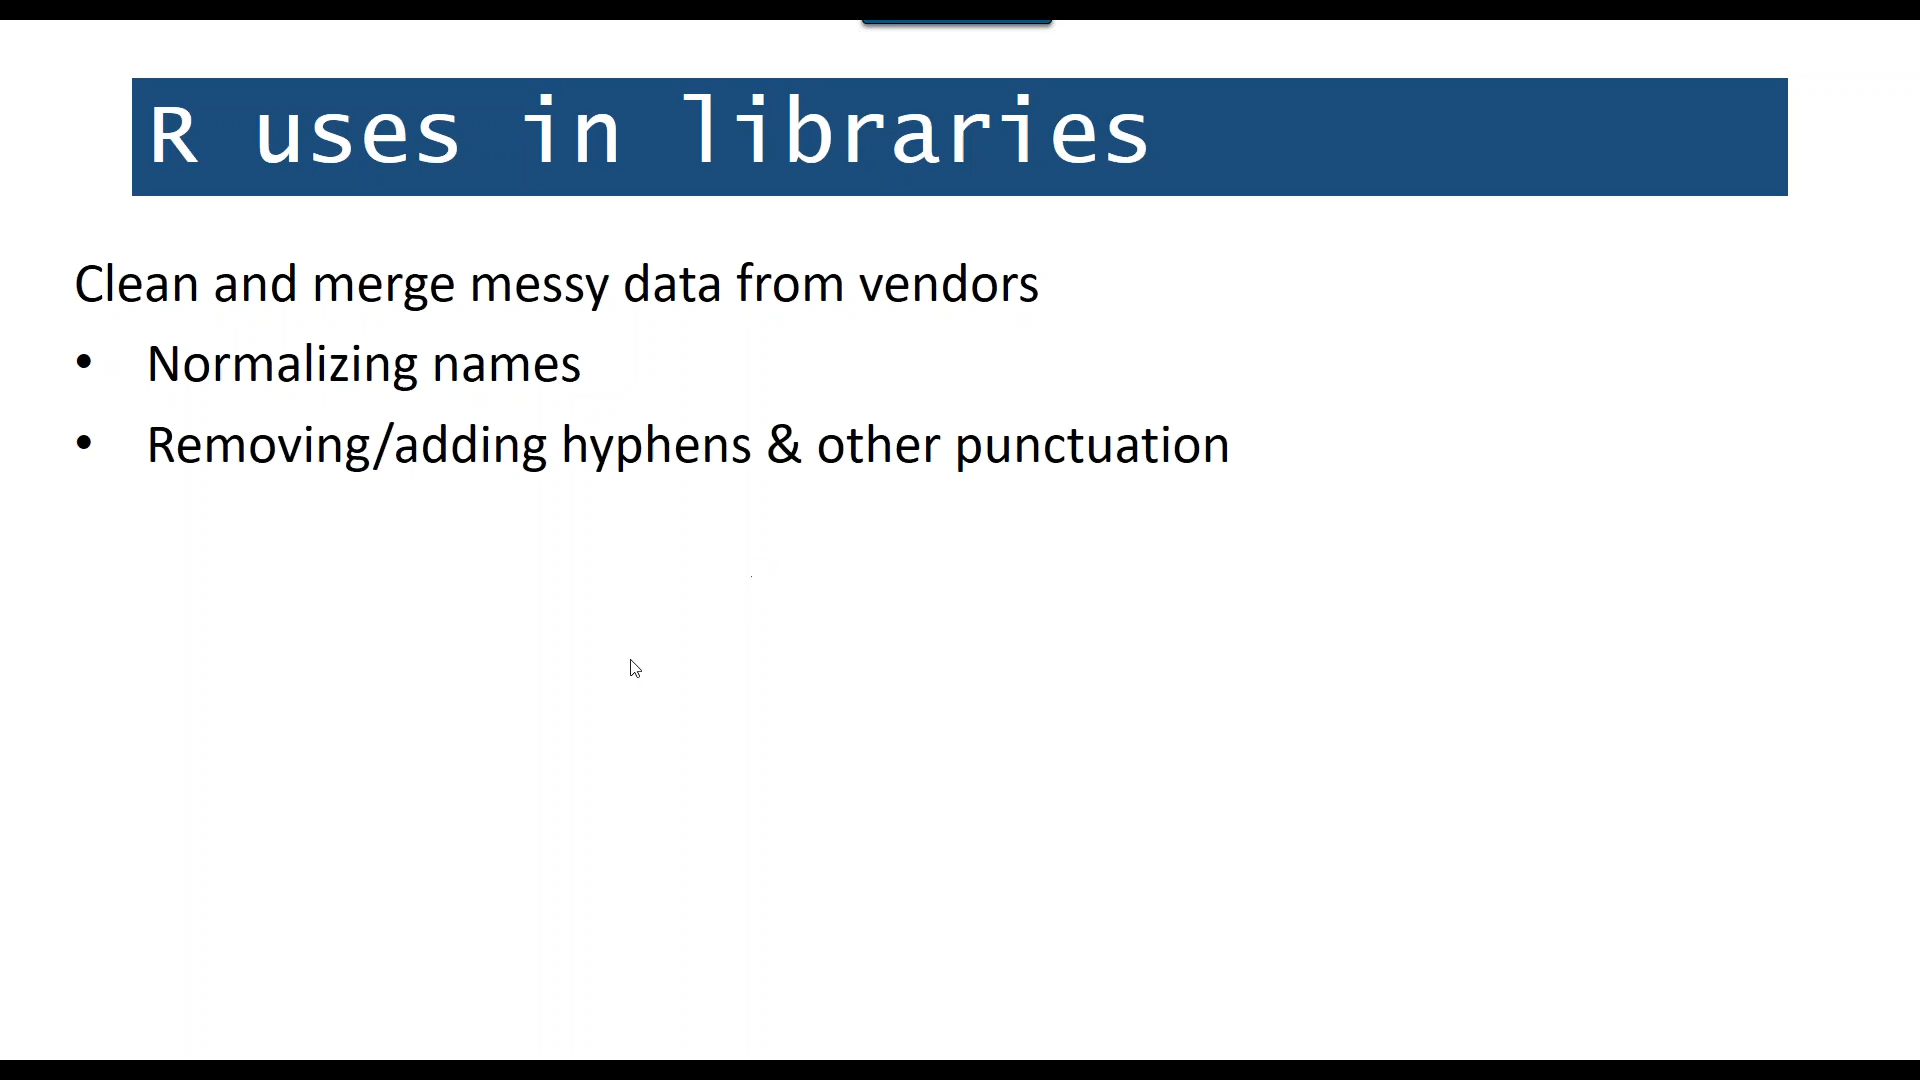 R uses in libraries
Clean and merge messy data from vendors
• Normalizing names
• Removing/adding hyphens & other punctuation